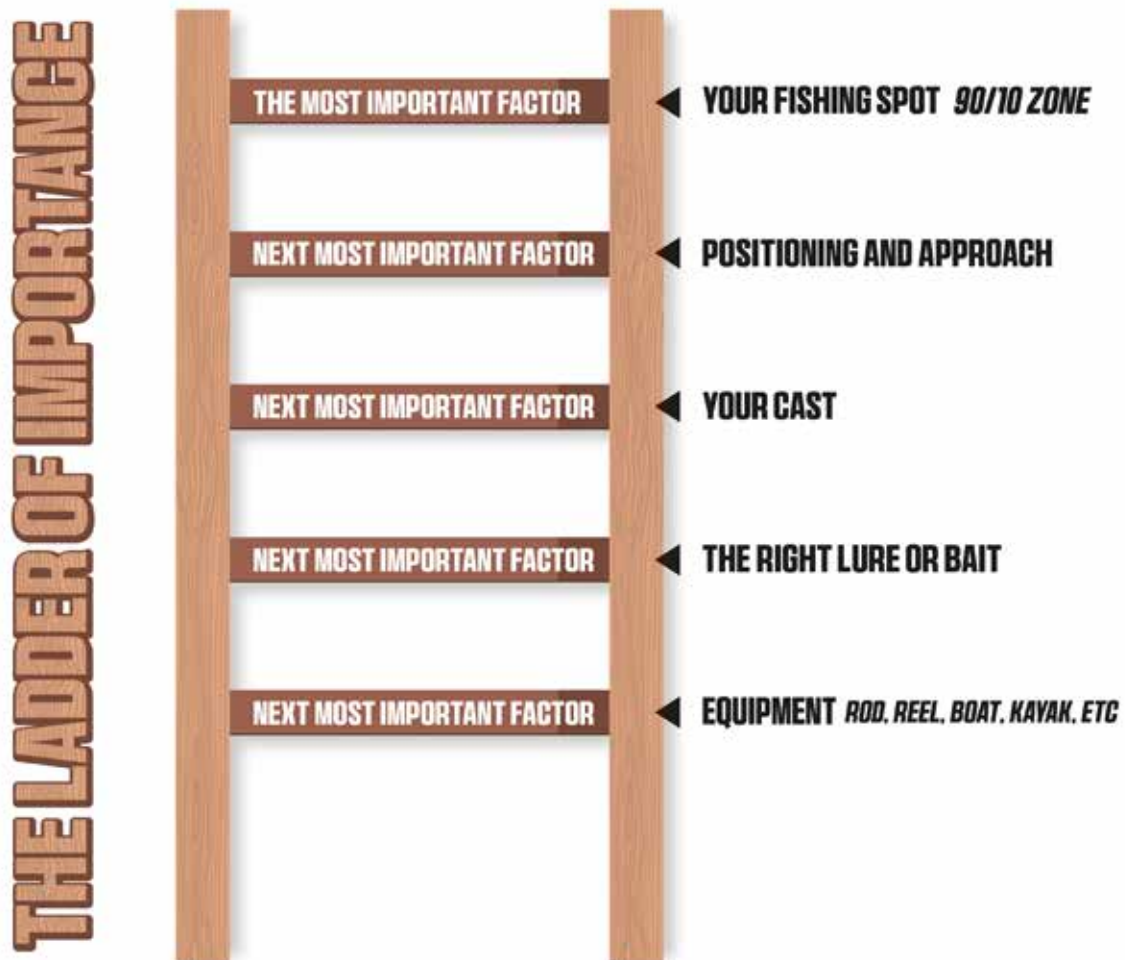 THE LADDER OF IMPORTANCE
THE MOST IMPORTANT FACTOR YOUR FISHING SPOT 90/10 ZONE
NEXT MOST IMPORTANT FACTOR POSITIONING AND APPROACH
NEXT MOST IMPORTANT FACTOR YOUR CAST
NEXT MOST IMPORTANT FACTOR THE RIGHT LURE OR BAIT
NEXT MOST IMPORTANT FACTOR EQUIPMENT ROD, REEL, BOAT, KAYAK, ETC